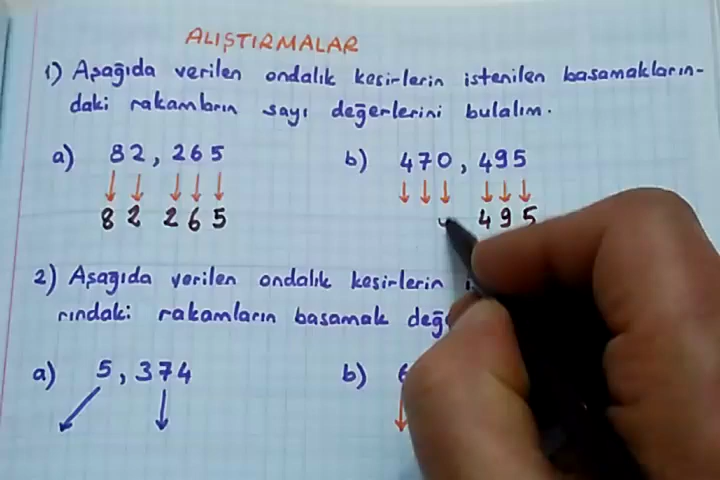 ALIŞTIRMALAR
1) Aşağıda verilen ondalık kesirlerin istenilen basamakların-
daki rakamların sayı değerlerini bulalım.
a) 82,265 b) 470,495
8 2 2 6 5 4 9 5
2) Aşağıda verilen ondalık kesirlerin
rındaki rakamların basamak
a) 5,374 b)